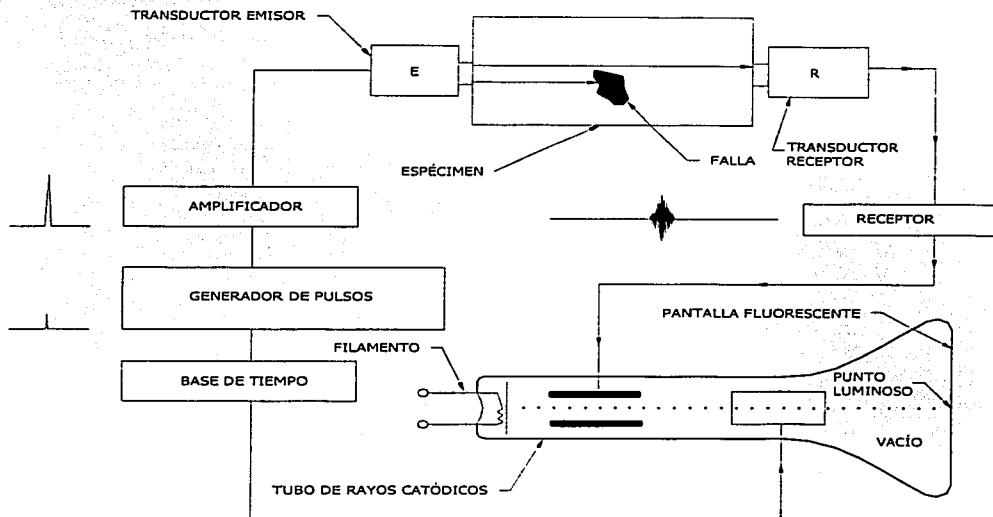 TRANSDUCTOR EMISOR
E
R
ESPÉCIMEN
FALLA
TRANSDUCTOR
RECEPTOR
AMPLIFICADOR
RECEPTOR
GENERADOR DE PULSOS
PANTALLA FLUORESCENTE
FILAMENTO
BASE DE TIEMPO
PUNTO
LUMINOSO
VACÍO
TUBO DE RAYOS CATÓDICOS